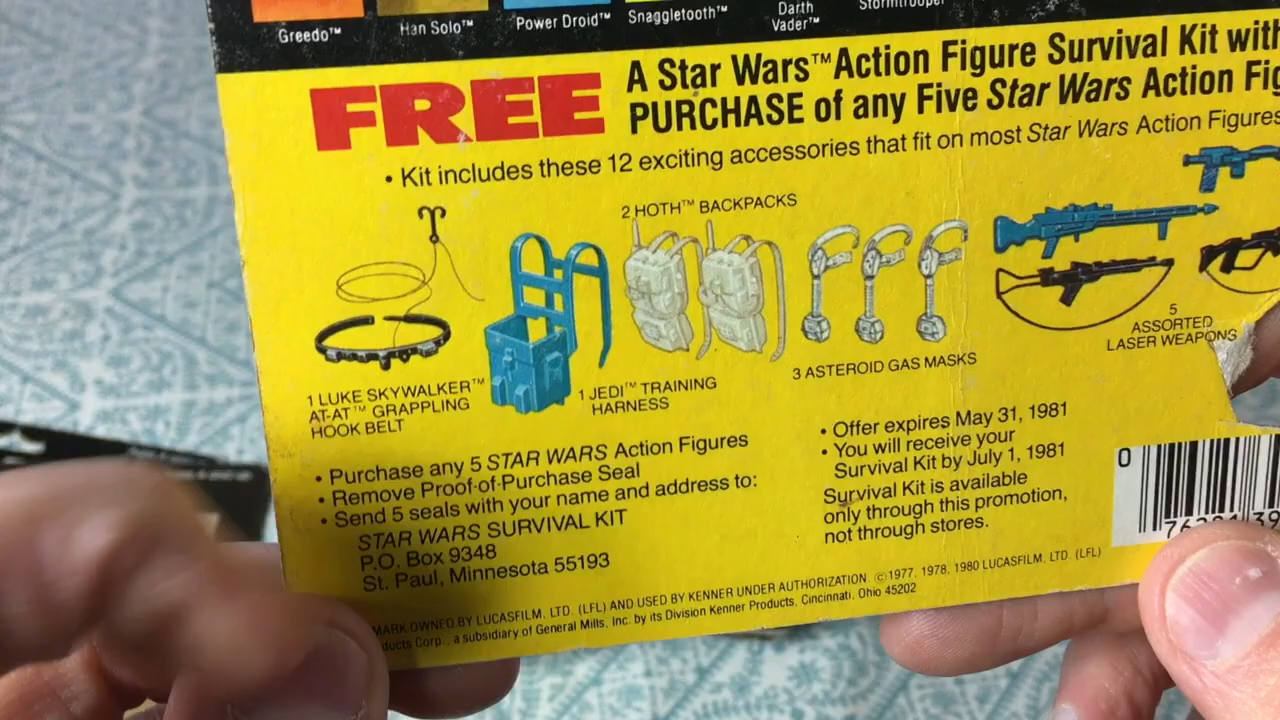 Greedo™
Han Solo™
Power Droid™
Snaggletooth™
Darth
Vader™
Stormtrooper
FREE
A Star Wars™ Action Figure Survival Kit with
PURCHASE of any Five Star Wars Action Fig
• Kit includes these 12 exciting accessories that fit on most Star Wars Action Figures
2 HOTH™ BACKPACKS
1 LUKE SKYWALKER™
AT-AT™ GRAPPLING
HOOK BELT
1 JEDI™ TRAINING
HARNESS
3 ASTEROID GAS MASKS
5
ASSORTED
LASER WEAPONS
• Purchase any 5 STAR WARS Action Figures
• Remove Proof-of-Purchase Seal
• Send 5 seals with your name and address to:
STAR WARS SURVIVAL KIT
P.O. Box 9348
St. Paul, Minnesota 55193
• Offer expires May 31, 1981
• You will receive your
Survival Kit by July 1, 1981
Survival Kit is available
only through this promotion,
not through stores.
0
MARK OWNED BY LUCASFILM, LTD. (LFL) AND USED BY KENNER UNDER AUTHORIZATION. ©1977, 1978, 1980 LUCASFILM, LTD. (LFL)
ducts Corp., a subsidiary of General Mills, Inc. by its Division Kenner Products, Cincinnati, Ohio 45202